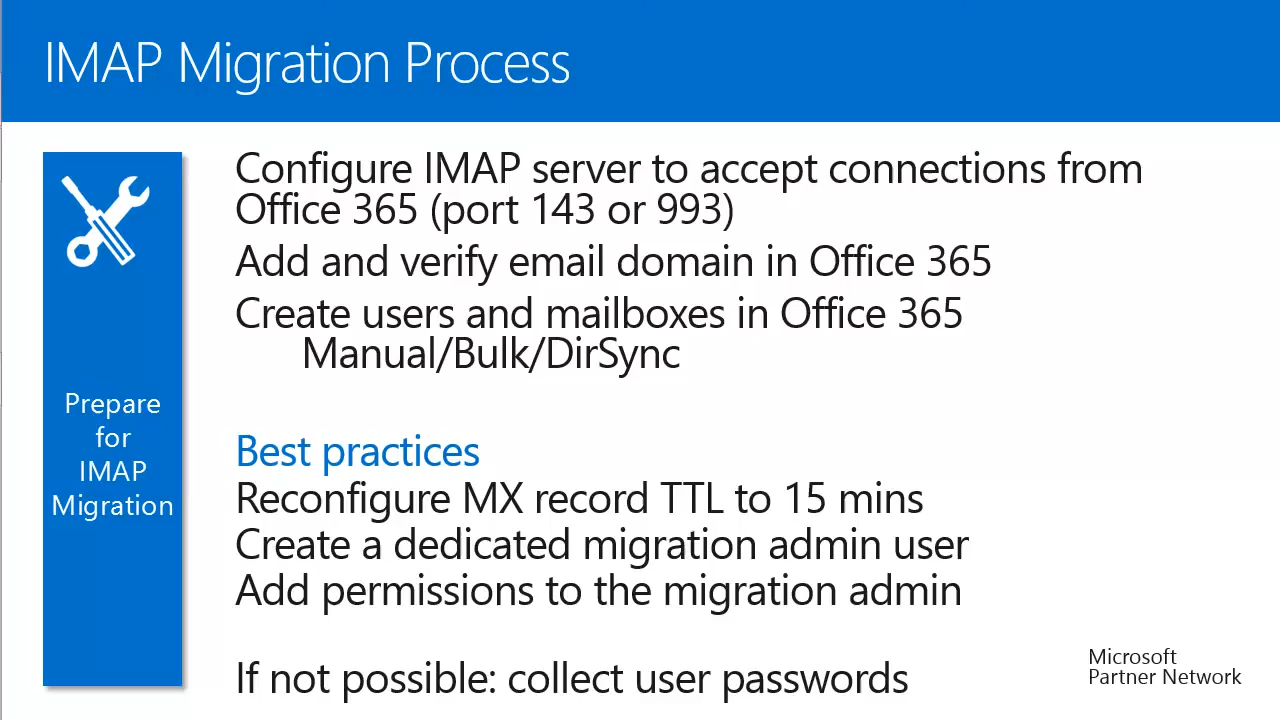 IMAP Migration Process
Prepare
for
IMAP
Migration
Configure IMAP server to accept connections from
Office 365 (port 143 or 993)
Add and verify email domain in Office 365
Create users and mailboxes in Office 365
Manual/Bulk/DirSync
Best practices
Reconfigure MX record TTL to 15 mins
Create a dedicated migration admin user
Add permissions to the migration admin
If not possible: collect user passwords
Microsoft
Partner Network